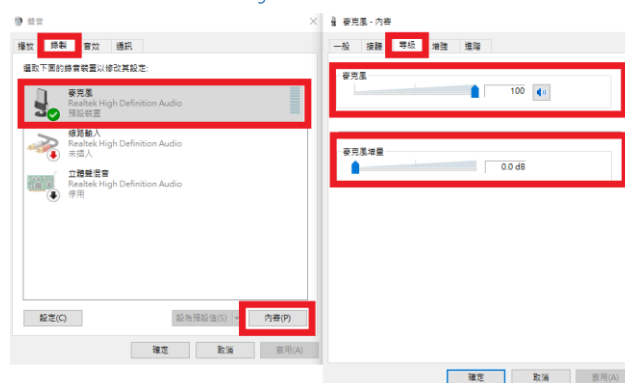 聲音
播放 錄製 音效 通訊
選取下面的錄音裝置以修改其設定:
麥克風
Realtek High Definition Audio
預設裝置
線路輸入
Realtek High Definition Audio
未插入
立體聲混音
Realtek High Definition Audio
停用
設定(C) 設為預設值(S) 內容(P)
確定 取消 套用(A)
麥克風 - 內容
一般 接聽 等級 增強 進階
麥克風
100
麥克風增量
0.0 dB
確定 取消 套用(A)